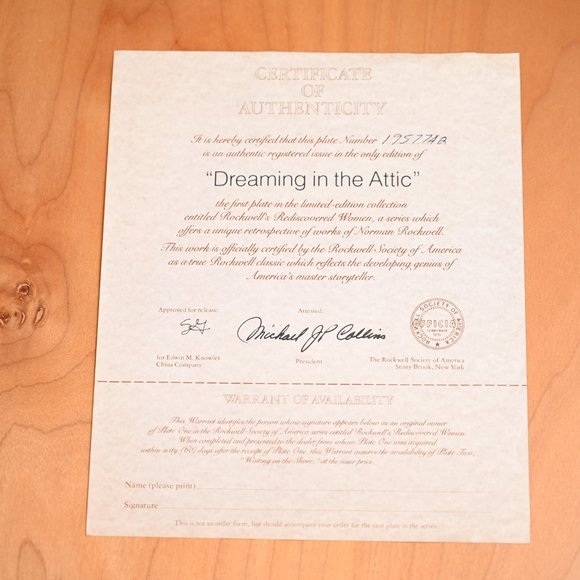 CERTIFICATE
OF
AUTHENTICITY
It is hereby certified that this plate Number 195774B
is an authentic registered issue in the only edition of
"Dreaming in the Attic"
the first plate in the limited-edition collection
entitled Rockwell's Rediscovered Women, a series which
offers a unique retrospective of works of Norman Rockwell.
This work is officially certified by the Rockwell Society of America
as a true Rockwell classic which reflects the developing genius of
America's master storyteller.
Approved for release:
Attested:
Michael JP Collins
ROCKWELL SOCIETY OF AMERICA
OFFICIAL
CORPORATE
SEAL
for Edwin M. Knowles
China Company
President
The Rockwell Society of America
Stony Brook, New York
WARRANT OF AVAILABILITY
This Warrant identifies the person whose signature appears below as an original owner
of Plate One in the Rockwell Society of America series entitled Rockwell's Rediscovered Women.
When completed and presented to the dealer from whom Plate One was acquired,
within sixty (60) days after the receipt of Plate One, this Warrant assures the availability of Plate Two,
"Waiting on the Shore," at the issue price.
Name (please print)
Signature
This is not an order form, but should accompany your order for the next plate in the series.